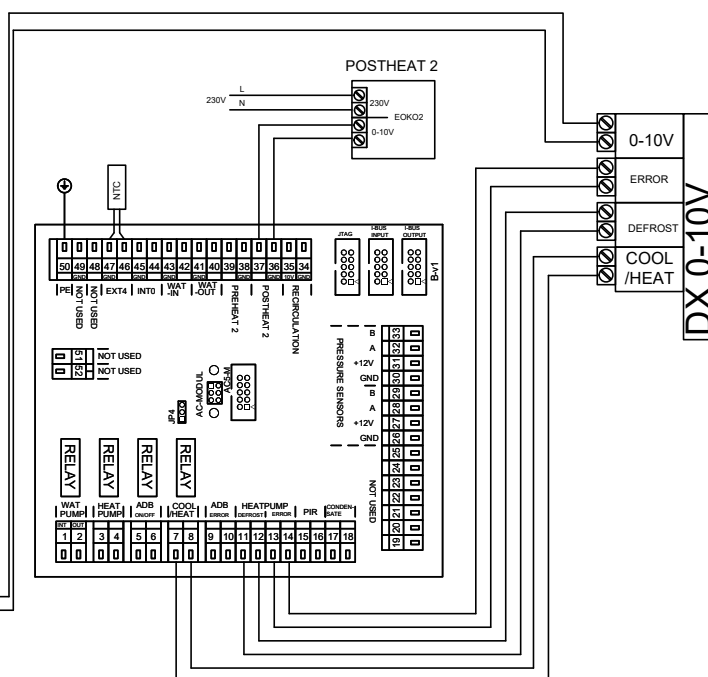 POSTHEAT 2
L
230V
N
230V
EOKO2
0-10V
0-10V
ERROR
DEFROST
COOL
/HEAT
DX 0-10V
NTC
JTAG
I-BUS
INPUT
I-BUS
OUTPUT
B-v1
50 49 48 47 46 45 44 43 42 41 40 39 38 37 36 35 34
GND GND GND GND GND GND GND 10V GND
PE
NOT USED
NOT USED
EXT4
INT0
WAT
-IN
WAT
-OUT
PREHEAT 2
POSTHEAT 2
RECIRCULATION
51 NOT USED
52 NOT USED
AC-MODUL
ACS-MH
JP4
PRESSURE SENSORS
B 33
A 32
+12V 31
GND 30
B 29
A 28
+12V 27
GND 26
25
24
23
22
21
20
19
NOT USED
RELAY
RELAY
RELAY
RELAY
WAT
PUMP
HEAT
PUMP
ADB
ON/OFF
COOL
/HEAT
ADB
ERROR
HEATPUMP
DEFROST ERROR
PIR
CONDEN-
SATE
INT OUT
1 2 3 4 5 6 7 8 9 10 11 12 13 14 15 16 17 18